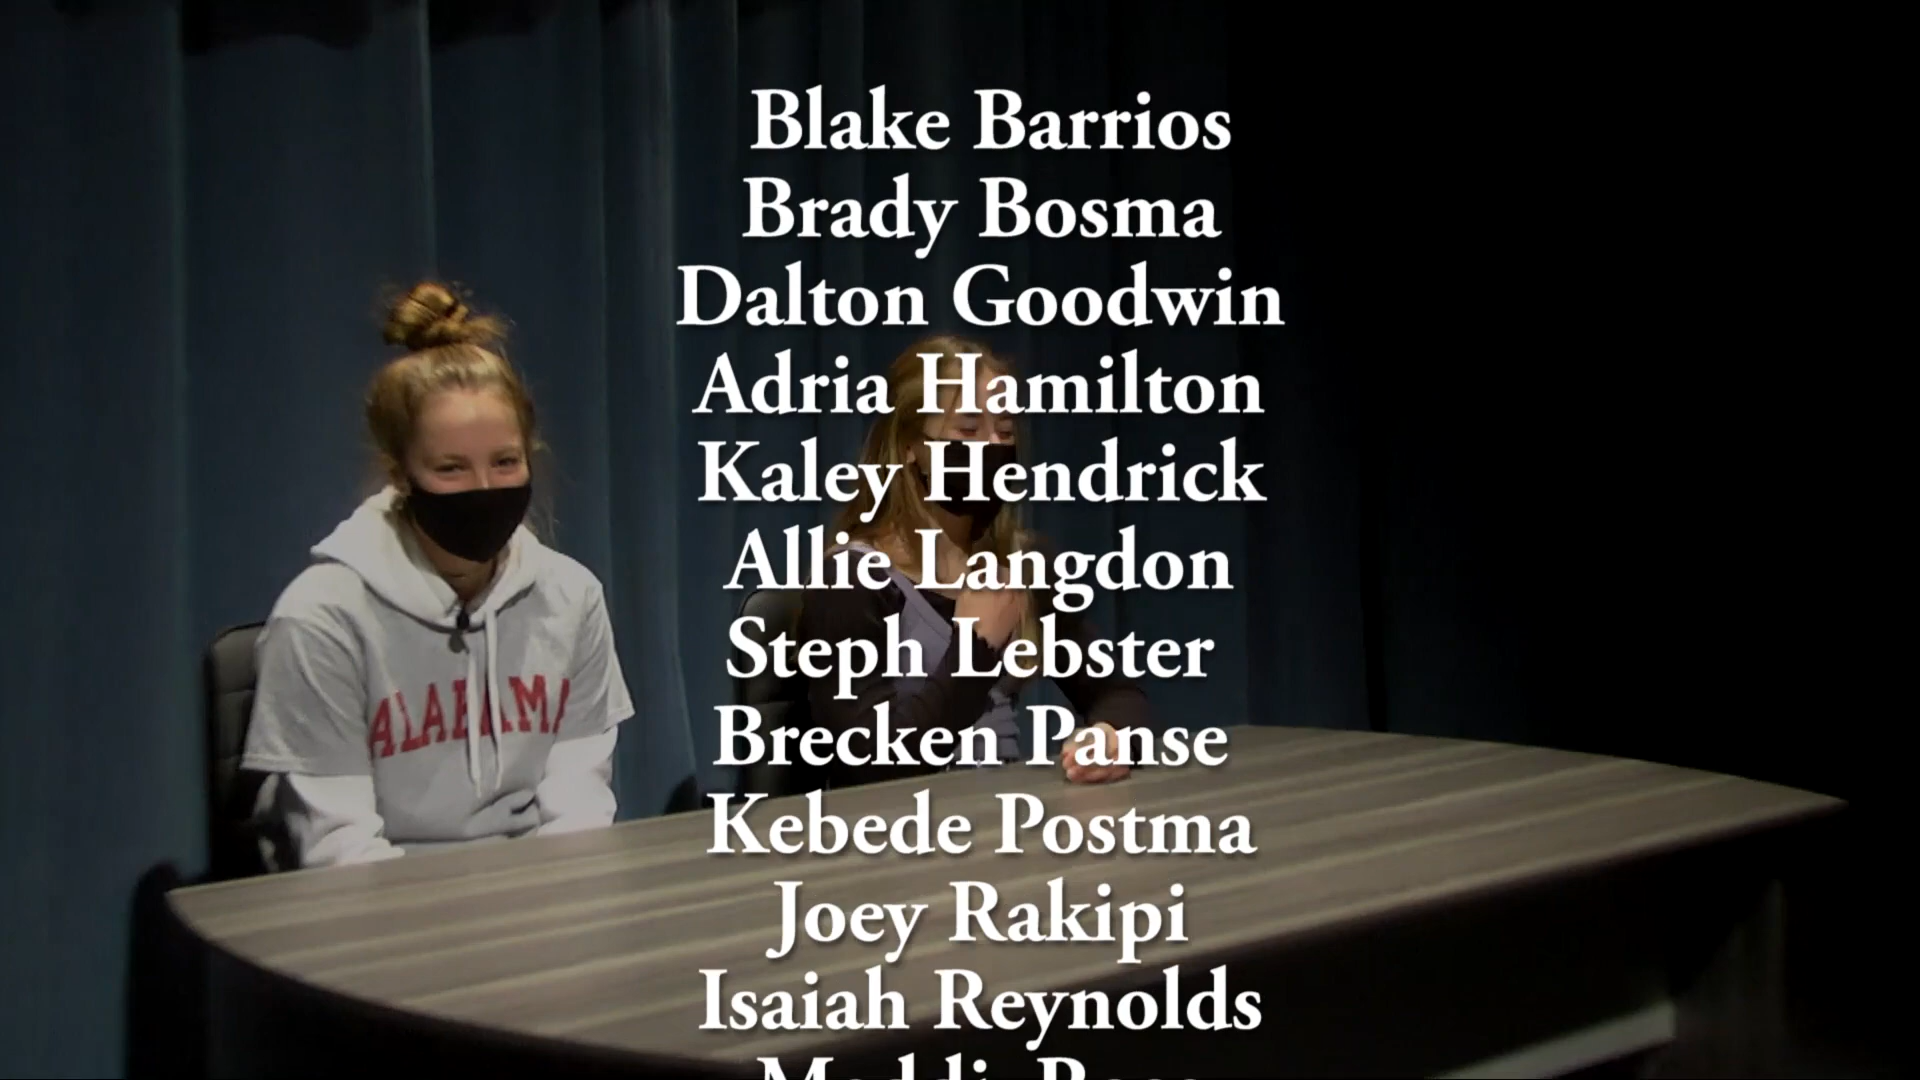 Blake Barrios
Brady Bosma
Dalton Goodwin
Adria Hamilton
Kaley Hendrick
Allie Langdon
Steph Lebster
Brecken Panse
Kebede Postma
Joey Rakipi
Isaiah Reynolds
ALABAMA